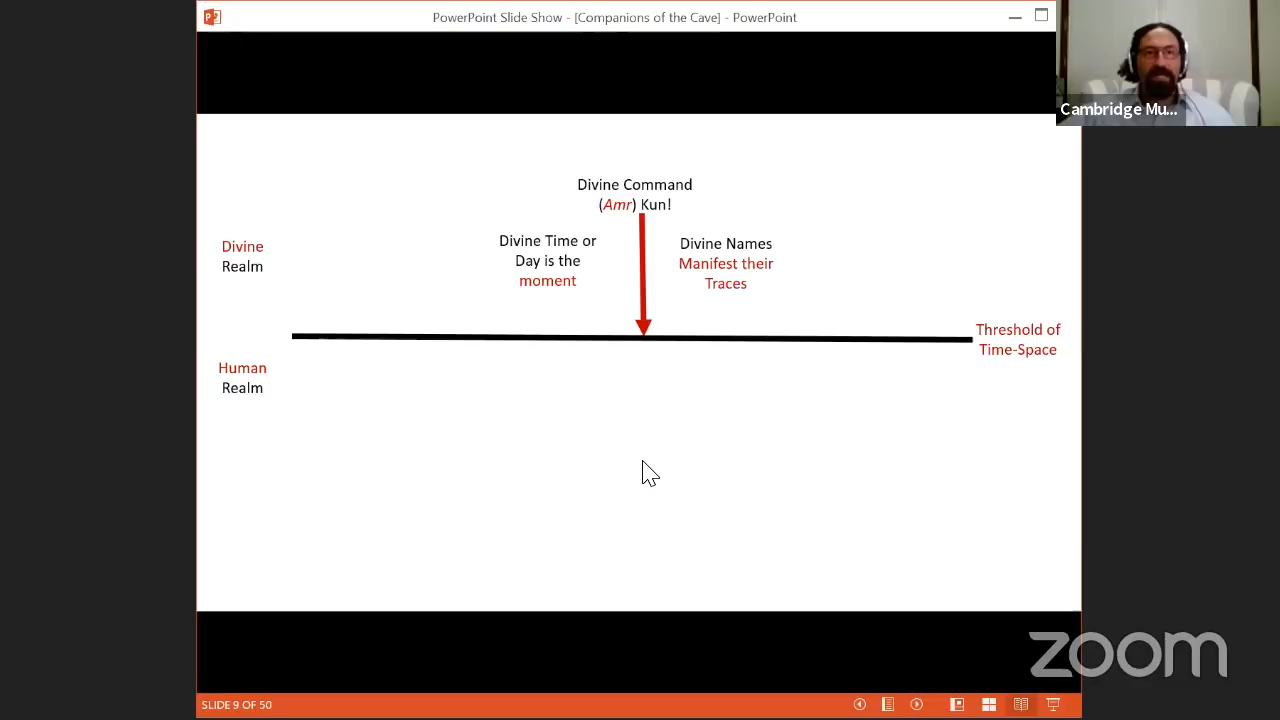 PowerPoint Slide Show - [Companions of the Cave] - PowerPoint
Cambridge Mu...
Divine Command
(Amr) Kun!
Divine Time or
Day is the
moment
Divine Names
Manifest their
Traces
Divine
Realm
Threshold of
Time-Space
Human
Realm
zoom
SLIDE 9 OF 50